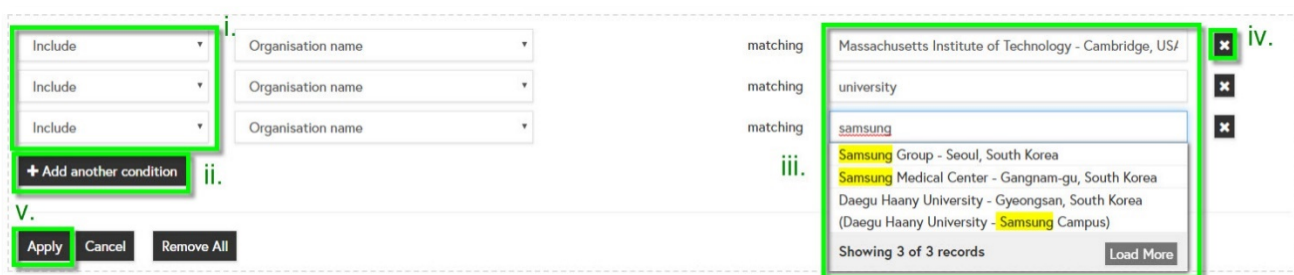 i.
Include Organisation name matching Massachusetts Institute of Technology - Cambridge, USA iv.
Include Organisation name matching university
Include Organisation name matching samsung
+ Add another condition ii.
iii.
Samsung Group - Seoul, South Korea
Samsung Medical Center - Gangnam-gu, South Korea
Daegu Haany University - Gyeongsan, South Korea
(Daegu Haany University - Samsung Campus)
Showing 3 of 3 records Load More
v.
Apply Cancel Remove All